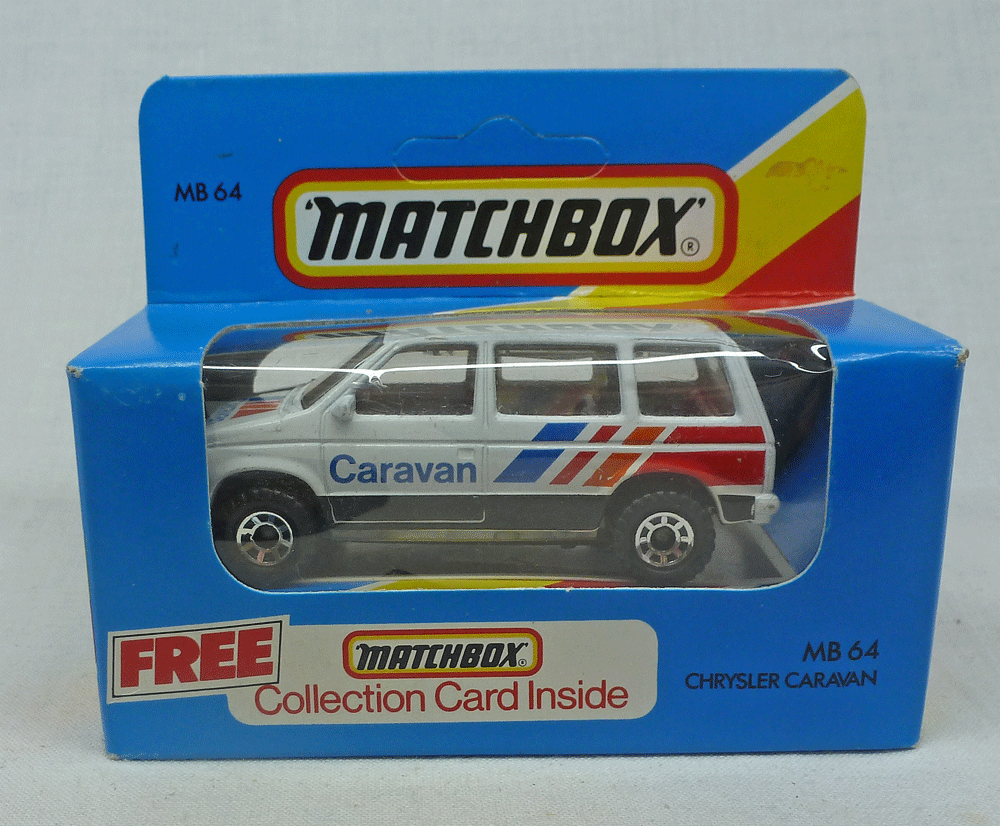 MB 64
'MATCHBOX' ®
Caravan
FREE
'MATCHBOX' ®
Collection Card Inside
MB 64
CHRYSLER CARAVAN